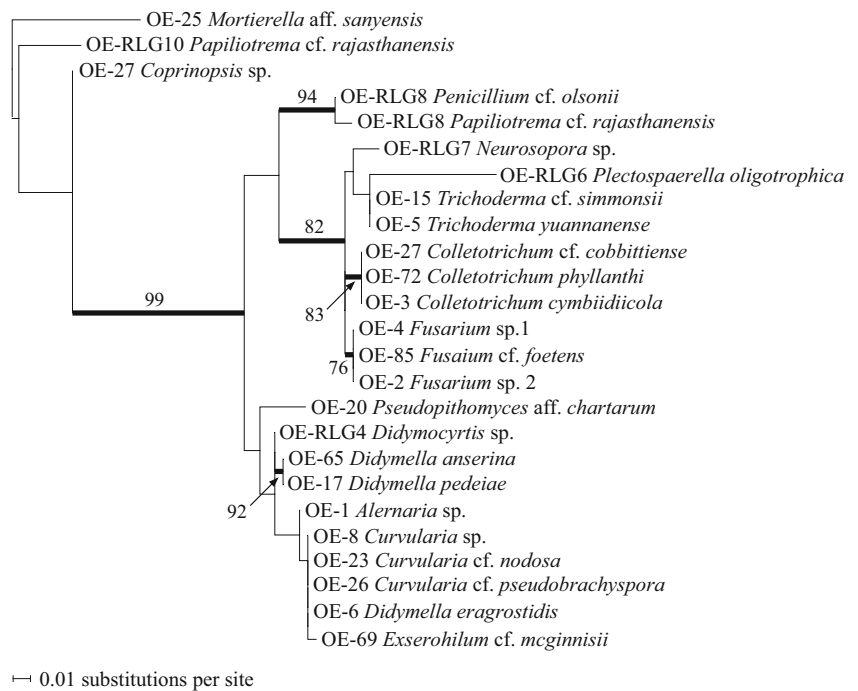 OE-25 Mortierella aff. sanyensis
OE-RLG10 Papiliotrema cf. rajasthanensis
OE-27 Coprinopsis sp.
94
OE-RLG8 Penicillium cf. olsonii
OE-RLG8 Papiliotrema cf. rajasthanensis
OE-RLG7 Neurosopora sp.
OE-RLG6 Plectospaerella oligotrophica
OE-15 Trichoderma cf. simmonsii
82
OE-5 Trichoderma yuannanense
OE-27 Colletotrichum cf. cobbittiense
OE-72 Colletotrichum phyllanthi
99
OE-3 Colletotrichum cymbiidiicola
83
OE-4 Fusarium sp.1
OE-85 Fusaium cf. foetens
76
OE-2 Fusarium sp. 2
OE-20 Pseudopithomyces aff. chartarum
OE-RLG4 Didymocyrtis sp.
OE-65 Didymella anserina
OE-17 Didymella pedeiae
92
OE-1 Alernaria sp.
OE-8 Curvularia sp.
OE-23 Curvularia cf. nodosa
OE-26 Curvularia cf. pseudobrachyspora
OE-6 Didymella eragrostidis
OE-69 Exserohilum cf. mcginnisii
0.01 substitutions per site